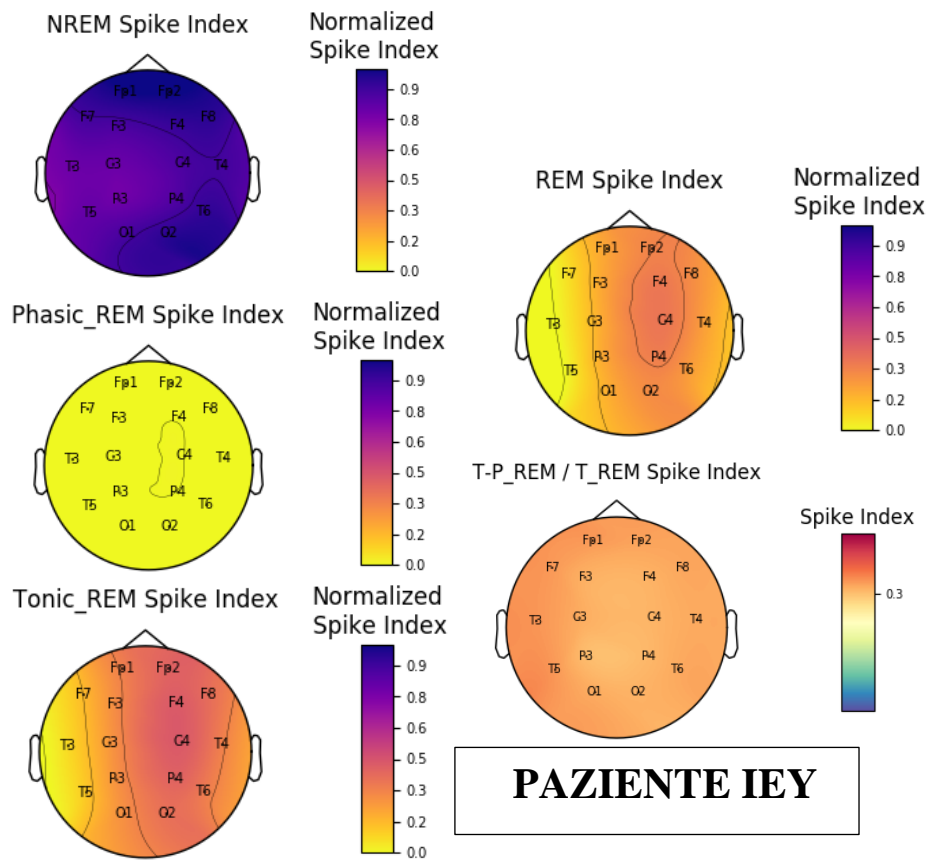 NREM Spike Index
Normalized
Spike Index
Fp1 Fp2
F7 F3 F4 F8
T3 C3 C4 T4
T5 P3 P4 T6
O1 O2
0.9
0.8
0.6
0.5
0.3
0.2
0.0
Phasic_REM Spike Index
Normalized
Spike Index
Fp1 Fp2
F7 F3 F4 F8
T3 C3 C4 T4
T5 P3 P4 T6
O1 O2
0.9
0.8
0.6
0.5
0.3
0.2
0.0
Tonic_REM Spike Index
Normalized
Spike Index
Fp1 Fp2
F7 F3 F4 F8
T3 C3 C4 T4
T5 P3 P4 T6
O1 O2
0.9
0.8
0.6
0.5
0.3
0.2
0.0
REM Spike Index
Normalized
Spike Index
Fp1 Fp2
F7 F3 F4 F8
T3 C3 C4 T4
T5 P3 P4 T6
O1 O2
0.9
0.8
0.6
0.5
0.3
0.2
0.0
T-P_REM / T_REM Spike Index
Spike Index
Fp1 Fp2
F7 F3 F4 F8
T3 C3 C4 T4
T5 P3 P4 T6
O1 O2
0.3
PAZIENTE IEY